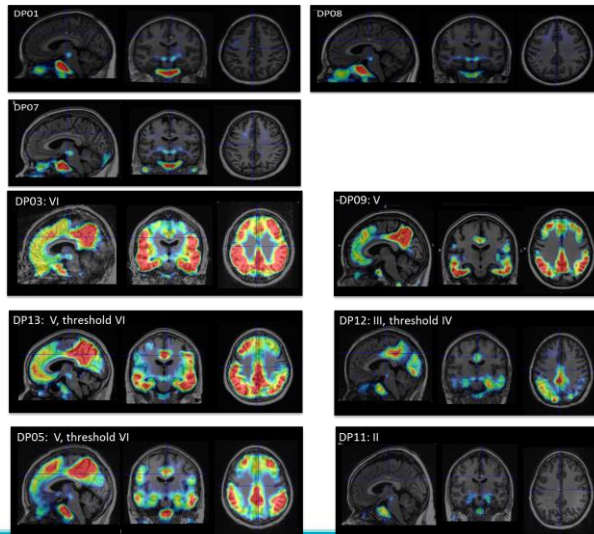 DP01
DP08
DP07
DP03: VI
DP09: V
DP13: V, threshold VI
DP12: III, threshold IV
DP05: V, threshold VI
DP11: II